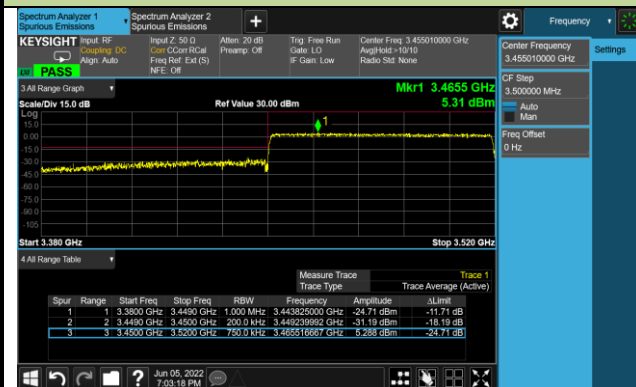 Spectrum Analyzer 1
Spurious Emissions
Spectrum Analyzer 2
Spurious Emissions
+
Frequency
KEYSIGHT
Input: RF
Coupling: DC
Align: Auto
Input Z: 50 Ω
Corr CCorr RCal
Freq Ref: Ext (S)
NFE: Off
Atten: 20 dB
Preamp: Off
Trig: Free Run
Gate: LO
IF Gain: Low
Center Freq: 3.455010000 GHz
Avg|Hold:>10/10
Radio Std: None
PASS
Center Frequency
3.455010000 GHz
Settings
CF Step
3.500000 MHz
Auto
Man
Freq Offset
0 Hz
3 All Range Graph
Mkr1 3.4655 GHz
Scale/Div 15.0 dB
Ref Value 30.00 dBm
5.31 dBm
Log
15.0
0.00
-15.0
-30.0
-45.0
-60.0
-75.0
-90.0
-105
1
Start 3.380 GHz
Stop 3.520 GHz
4 All Range Table
Measure Trace Trace 1
Trace Type Trace Average (Active)
Spur Range Start Freq Stop Freq RBW Frequency Amplitude ΔLimit
1 1 3.3800 GHz 3.4490 GHz 1.000 MHz 3.443825000 GHz -24.71 dBm -11.71 dB
2 2 3.4490 GHz 3.4500 GHz 200.0 kHz 3.449239992 GHz -31.19 dBm -18.19 dB
3 3 3.4500 GHz 3.5200 GHz 750.0 kHz 3.465516667 GHz 5.288 dBm -24.71 dB
?
Jun 05, 2022
7:03:18 PM